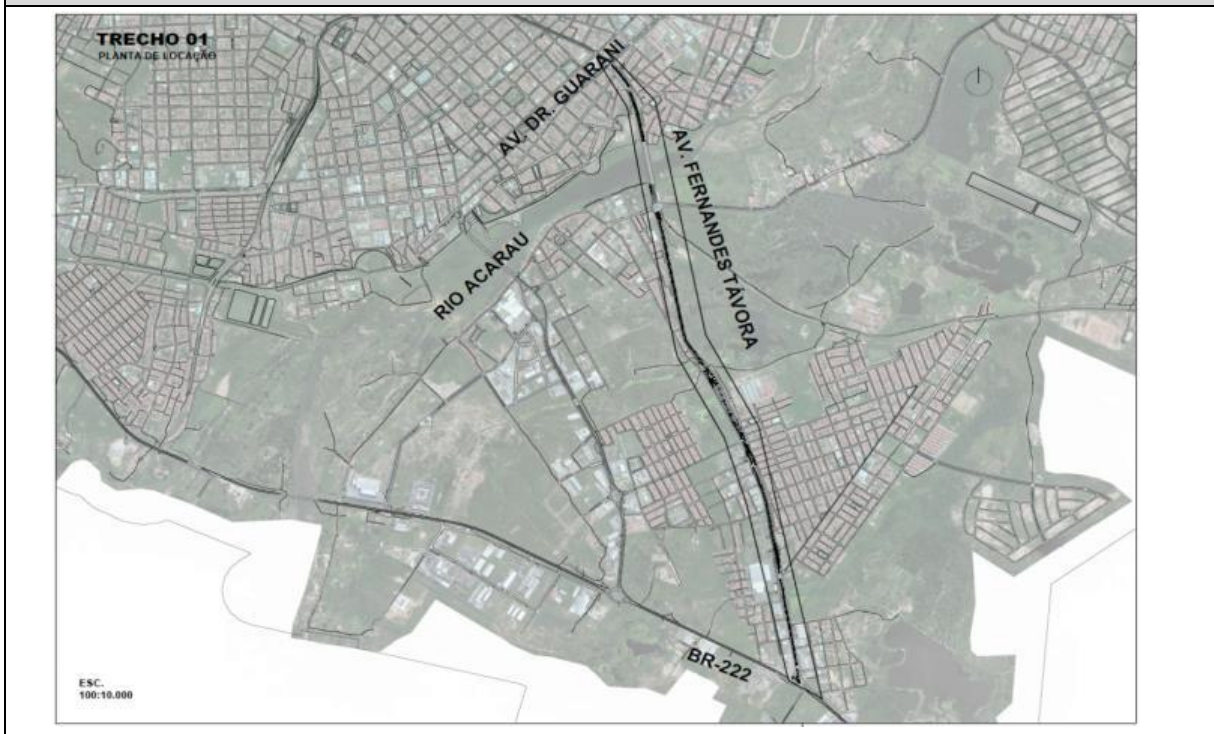 TRECHO 01
PLANTA DE LOCAÇÃO
AV. DR. GUARANI
AV. FERNANDES TÁVORA
RIO ACARAU
BR-222
ESC.
100:10.000